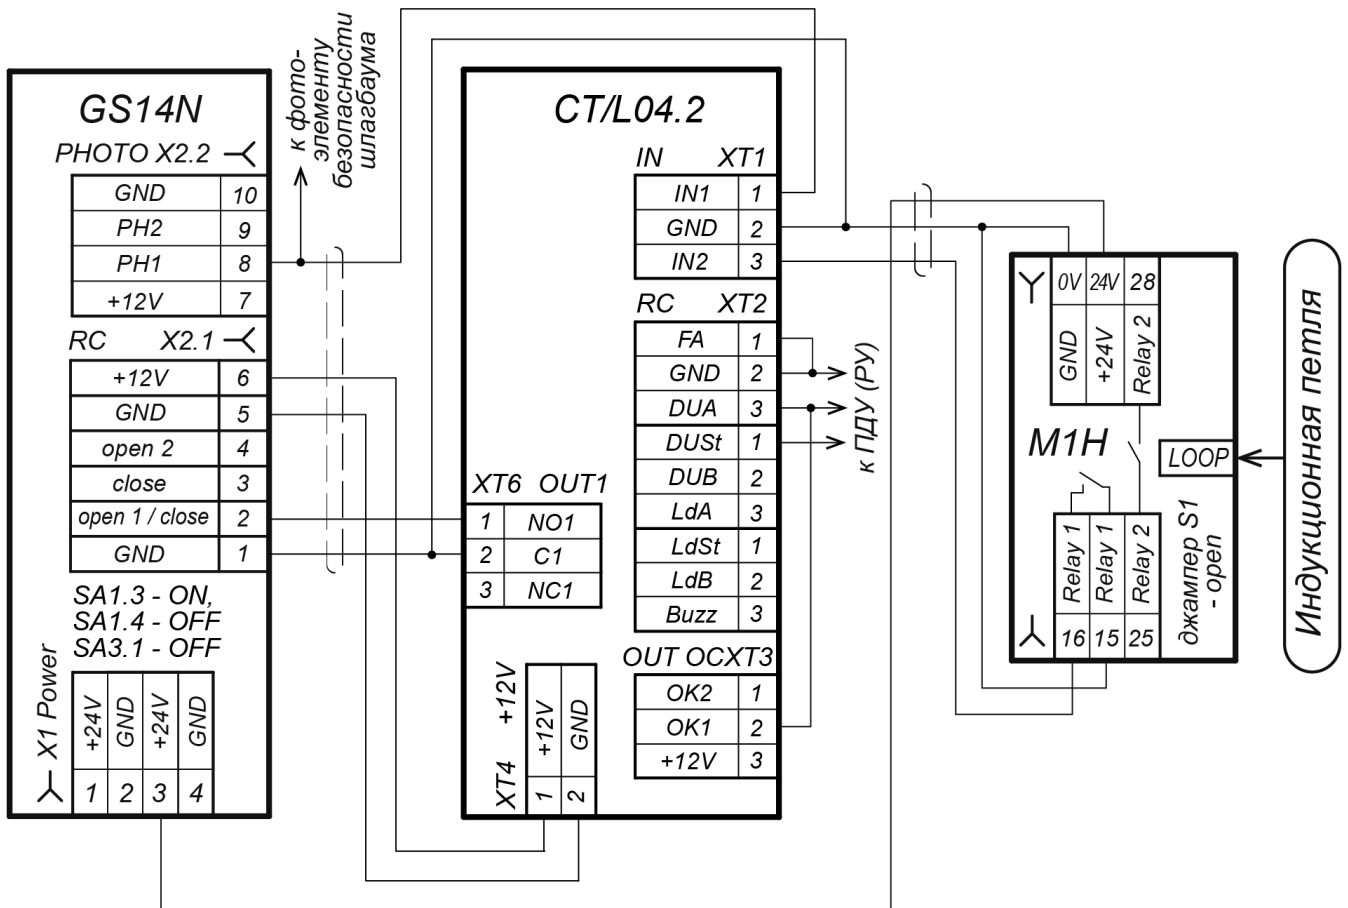 GS14N
PHOTO X2.2
GND 10
PH2 9
PH1 8
+12V 7
RC X2.1
+12V 6
GND 5
open 2 4
close 3
open 1 / close 2
GND 1
SA1.3 - ON,
SA1.4 - OFF
SA3.1 - OFF
X1 Power
+24V 1
GND 2
+24V 3
GND 4
к фото-
элементу
безопасности
шлагбаума
CT/L04.2
IN XT1
IN1 1
GND 2
IN2 3
RC XT2
FA 1
GND 2
DUA 3
DUSt 1
DUB 2
LdA 3
LdSt 1
LdB 2
Buzz 3
к ПДУ (РУ)
XT6 OUT1
1 NO1
2 C1
3 NC1
OUT OCXT3
OK2 1
OK1 2
+12V 3
XT4 +12V
+12V 1
GND 2
0V 24V 28
GND
+24V
Relay 2
M1H
LOOP
Relay 1
Relay 1
Relay 2
16 15 25
джампер S1
- open
Индукционная петля